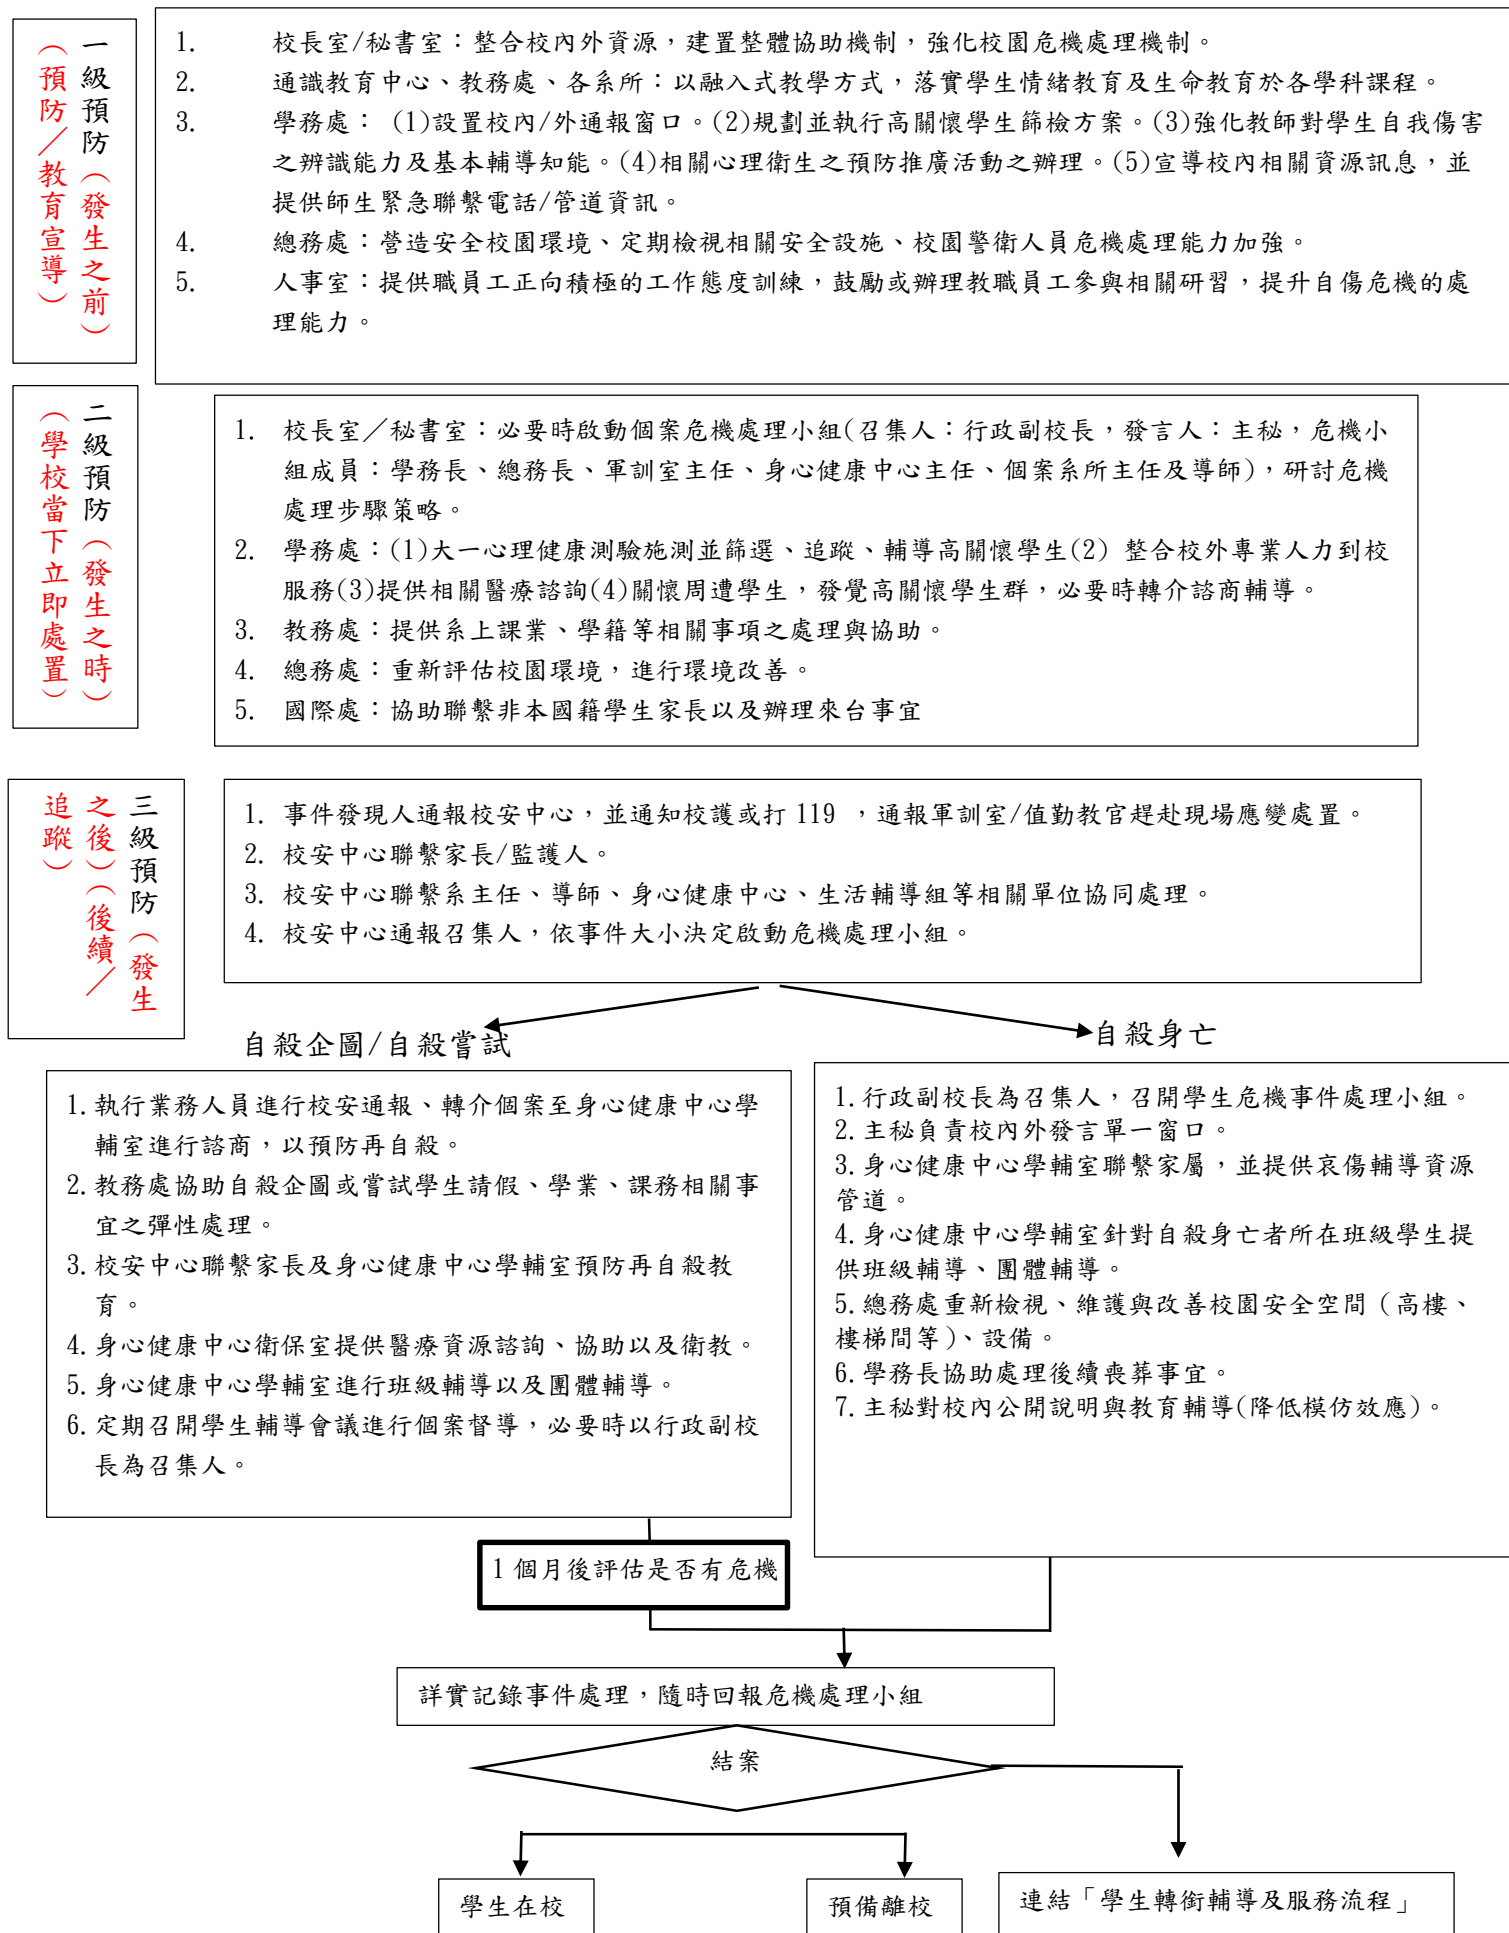 一級預防（發生之前）
（預防／教育宣導）
1. 校長室/秘書室：整合校內外資源，建置整體協助機制，強化校園危機處理機制。
2. 通識教育中心、教務處、各系所：以融入式教學方式，落實學生情緒教育及生命教育於各學科課程。
3. 學務處： (1)設置校內/外通報窗口。(2)規劃並執行高關懷學生篩檢方案。(3)強化教師對學生自我傷害
之辨識能力及基本輔導知能。(4)相關心理衛生之預防推廣活動之辦理。(5)宣導校內相關資源訊息，並
提供師生緊急聯繫電話/管道資訊。
4. 總務處：營造安全校園環境、定期檢視相關安全設施、校園警衛人員危機處理能力加強。
5. 人事室：提供職員工正向積極的工作態度訓練，鼓勵或辦理教職員工參與相關研習，提升自傷危機的處
理能力。
二級預防（發生之時）
（學校當下立即處置）
1. 校長室／秘書室：必要時啟動個案危機處理小組(召集人：行政副校長，發言人：主秘，危機小
組成員：學務長、總務長、軍訓室主任、身心健康中心主任、個案系所主任及導師)，研討危機
處理步驟策略。
2. 學務處：(1)大一心理健康測驗施測並篩選、追蹤、輔導高關懷學生(2) 整合校外專業人力到校
服務(3)提供相關醫療諮詢(4)關懷周遭學生，發覺高關懷學生群，必要時轉介諮商輔導。
3. 教務處：提供系上課業、學籍等相關事項之處理與協助。
4. 總務處：重新評估校園環境，進行環境改善。
5. 國際處：協助聯繫非本國籍學生家長以及辦理來台事宜
三級預防（發生
之後）（後續／
追蹤）
1. 事件發現人通報校安中心，並通知校護或打 119 ，通報軍訓室/值勤教官趕赴現場應變處置。
2. 校安中心聯繫家長/監護人。
3. 校安中心聯繫系主任、導師、身心健康中心、生活輔導組等相關單位協同處理。
4. 校安中心通報召集人，依事件大小決定啟動危機處理小組。
自殺企圖/自殺嘗試
1. 執行業務人員進行校安通報、轉介個案至身心健康中心學
輔室進行諮商，以預防再自殺。
2. 教務處協助自殺企圖或嘗試學生請假、學業、課務相關事
宜之彈性處理。
3. 校安中心聯繫家長及身心健康中心學輔室預防再自殺教
育。
4. 身心健康中心衛保室提供醫療資源諮詢、協助以及衛教。
5. 身心健康中心學輔室進行班級輔導以及團體輔導。
6. 定期召開學生輔導會議進行個案督導，必要時以行政副校
長為召集人。
自殺身亡
1.行政副校長為召集人，召開學生危機事件處理小組。
2.主秘負責校內外發言單一窗口。
3.身心健康中心學輔室聯繫家屬，並提供哀傷輔導資源
管道。
4.身心健康中心學輔室針對自殺身亡者所在班級學生提
供班級輔導、團體輔導。
5.總務處重新檢視、維護與改善校園安全空間（高樓、
樓梯間等)、設備。
6.學務長協助處理後續喪葬事宜。
7.主秘對校內公開說明與教育輔導(降低模仿效應)。
1 個月後評估是否有危機
詳實記錄事件處理，隨時回報危機處理小組
結案
學生在校
預備離校
連結「學生轉銜輔導及服務流程」